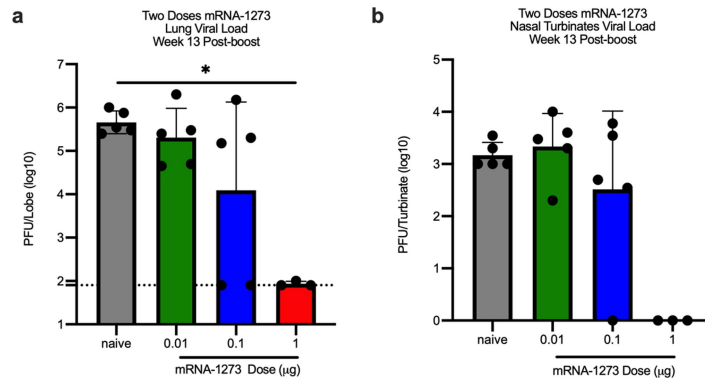 a
Two Doses mRNA-1273
Lung Viral Load
Week 13 Post-boost
PFU/Lobe (log10)
7
6
5
4
3
2
2
1
*
naive
0.01
0.1
1
mRNA-1273 Dose (μg)
b
Two Doses mRNA-1273
Nasal Turbinates Viral Load
Week 13 Post-boost
PFU/Turbinate (log10)
5
4
3
2
1
0
naive
0.01
0.1
1
mRNA-1273 Dose (μg)